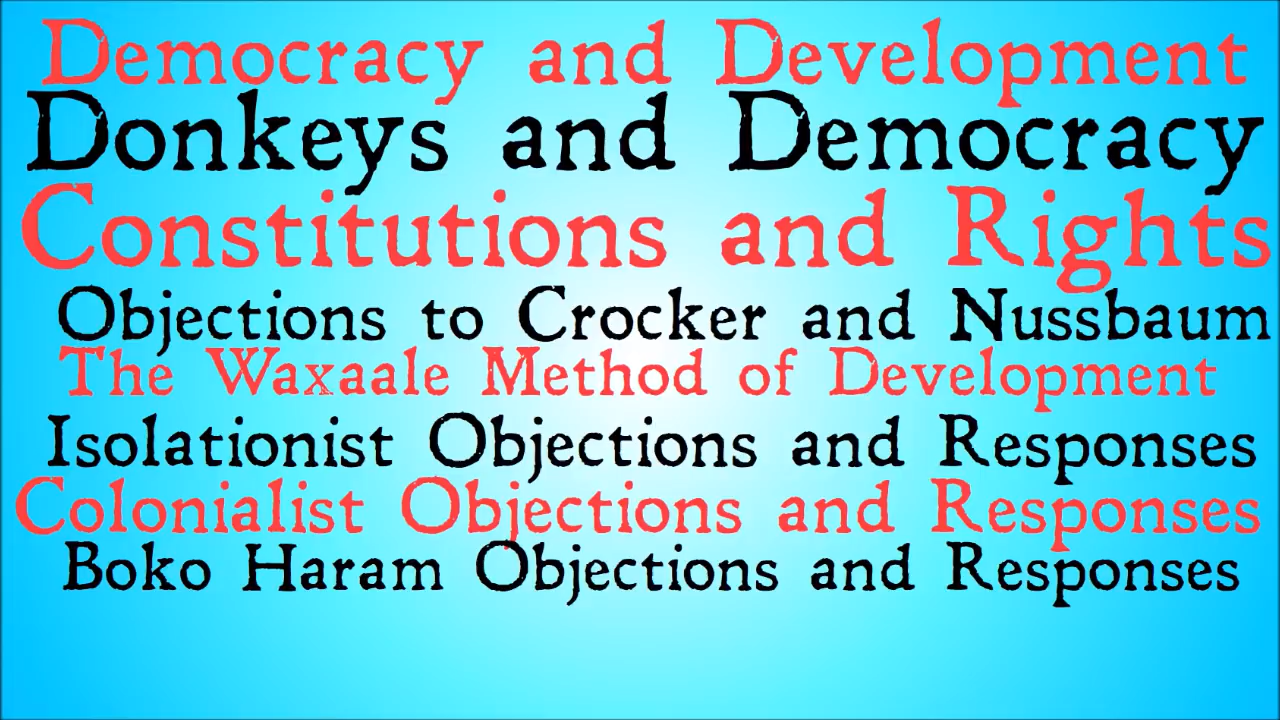 Democracy and Development
Donkeys and Democracy
Constitutions and Rights
Objections to Crocker and Nussbaum
The Waxaale Method of Development
Isolationist Objections and Responses
Colonialist Objections and Responses
Boko Haram Objections and Responses